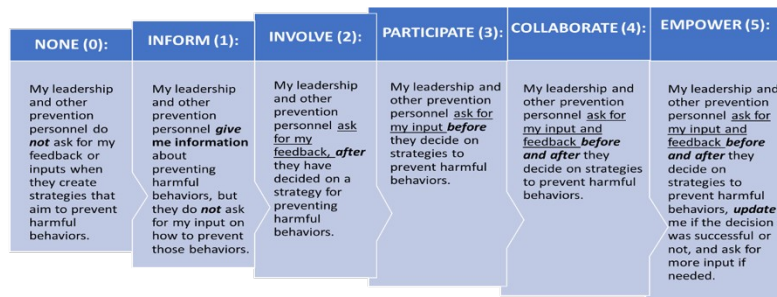 NONE (0):
My leadership
and other
prevention
personnel do
not ask for my
feedback or
inputs when
they create
strategies that
aim to prevent
harmful
behaviors.
INFORM (1):
My leadership
and other
prevention
personnel give
me information
about
preventing
harmful
behaviors, but
they do not ask
for my input on
how to prevent
those behaviors.
INVOLVE (2):
My leadership
and other
prevention
personnel ask
for my
feedback, after
they have
decided on a
strategy for
preventing
harmful
behaviors.
PARTICIPATE (3):
My leadership and
other prevention
personnel ask for
my input before
they decide on
strategies to
prevent harmful
behaviors.
COLLABORATE (4):
My leadership and
other prevention
personnel ask for
my input and
feedback before
and after they
decide on strategies
to prevent harmful
behaviors.
EMPOWER (5):
My leadership and
other prevention
personnel ask for
my input and
feedback before
and after they
decide on
strategies to
prevent harmful
behaviors, update
me if the decision
was successful or
not, and ask for
more input if
needed.